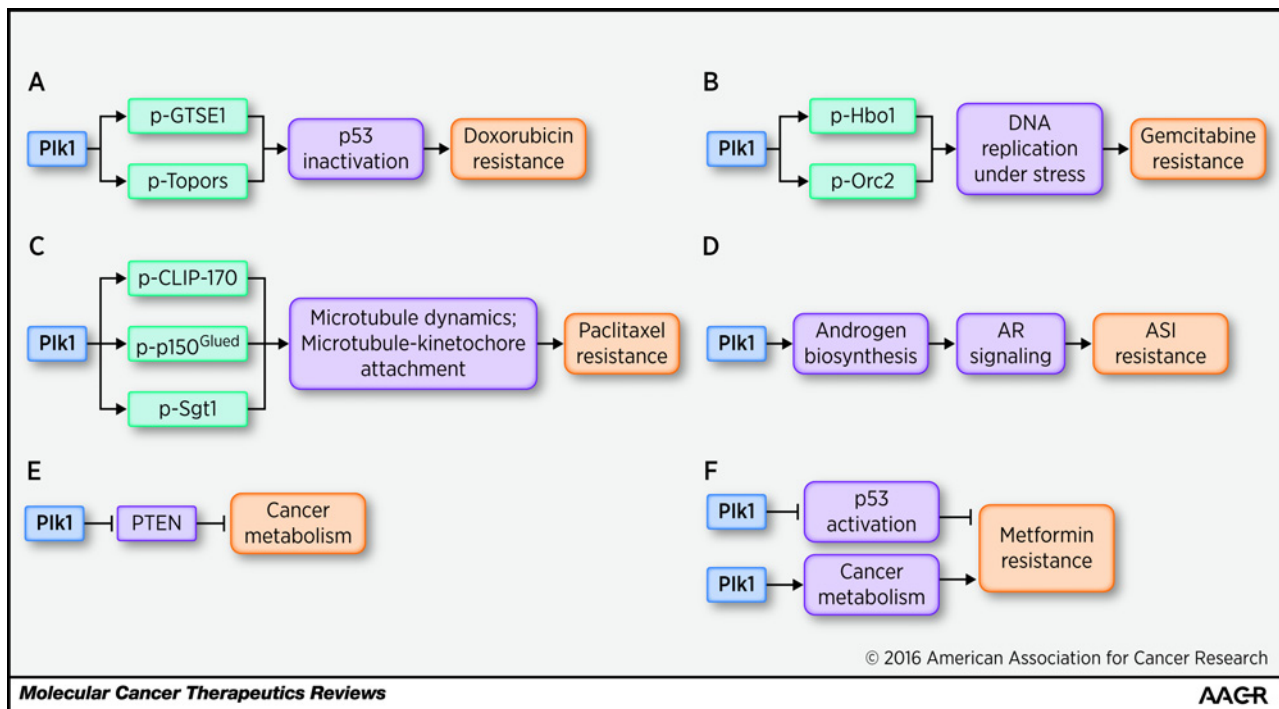 A
Plk1
p-GTSE1
p-Topors
p53
inactivation
Doxorubicin
resistance
B
Plk1
p-Hbo1
p-Orc2
DNA
replication
under stress
Gemcitabine
resistance
C
Plk1
p-CLIP-170
p-p150Glued
p-Sgt1
Microtubule dynamics;
Microtubule-kinetochore
attachment
Paclitaxel
resistance
D
Plk1
Androgen
biosynthesis
AR
signaling
ASI
resistance
E
Plk1
PTEN
Cancer
metabolism
F
Plk1
p53
activation
Plk1
Cancer
metabolism
Metformin
resistance
© 2016 American Association for Cancer Research
Molecular Cancer Therapeutics Reviews
AACR